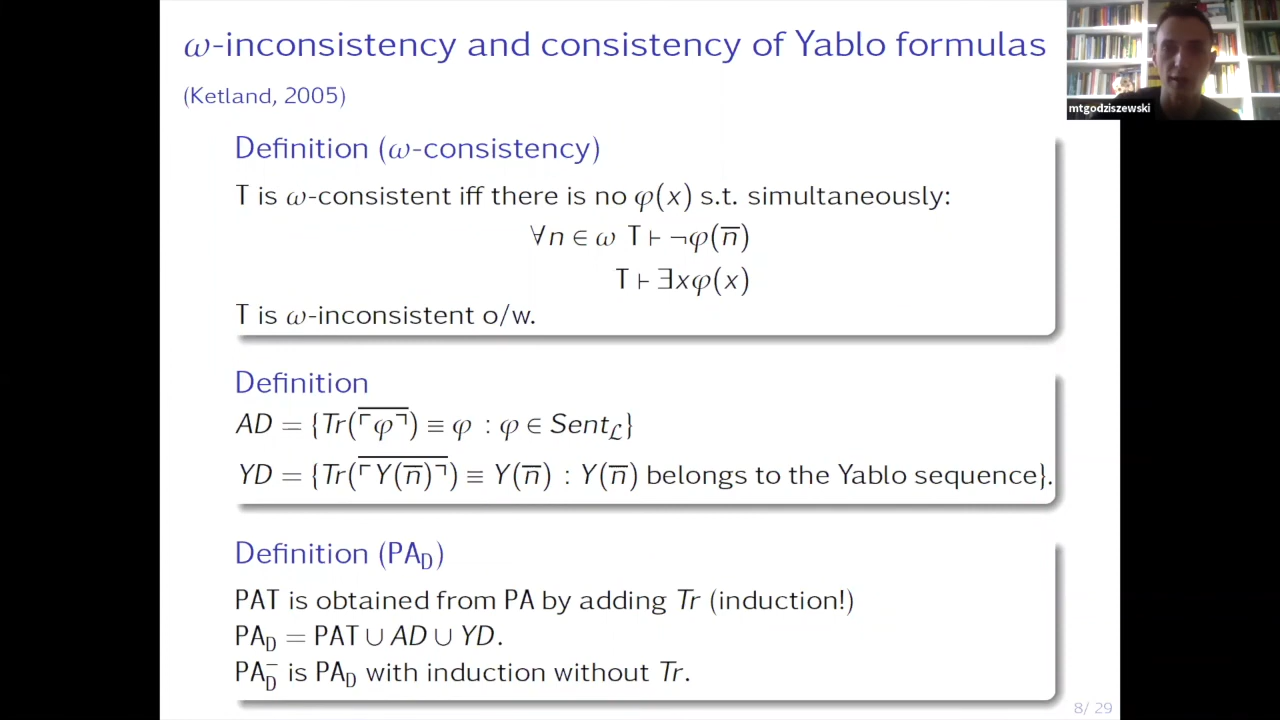 ω-inconsistency and consistency of Yablo formulas
(Ketland, 2005)
mtgodziszewski
Definition (ω-consistency)
T is ω-consistent iff there is no φ(x) s.t. simultaneously:
∀n ∈ ω T ⊢ ¬φ(n̅)
T ⊢ ∃xφ(x)
T is ω-inconsistent o/w.
Definition
AD = {Tr(⌜φ⌝) ≡ φ : φ ∈ Sent_ℒ}
YD = {Tr(⌜Y(n̅)⌝) ≡ Y(n̅) : Y(n̅) belongs to the Yablo sequence}.
Definition (PA_D)
PAT is obtained from PA by adding Tr (induction!)
PA_D = PAT ∪ AD ∪ YD.
PA_D^− is PA_D with induction without Tr.
8/ 29